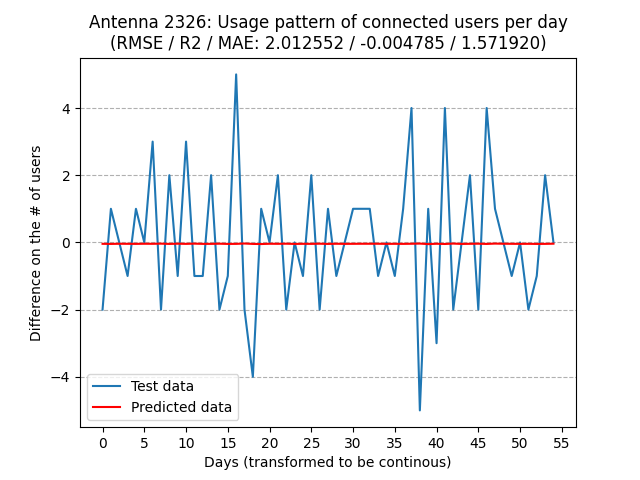 Antenna 2326: Usage pattern of connected users per day
(RMSE / R2 / MAE: 2.012552 / -0.004785 / 1.571920)
Difference on the # of users
4
2
0
−2
−4
Test data
Predicted data
0 5 10 15 20 25 30 35 40 45 50 55
Days (transformed to be continous)